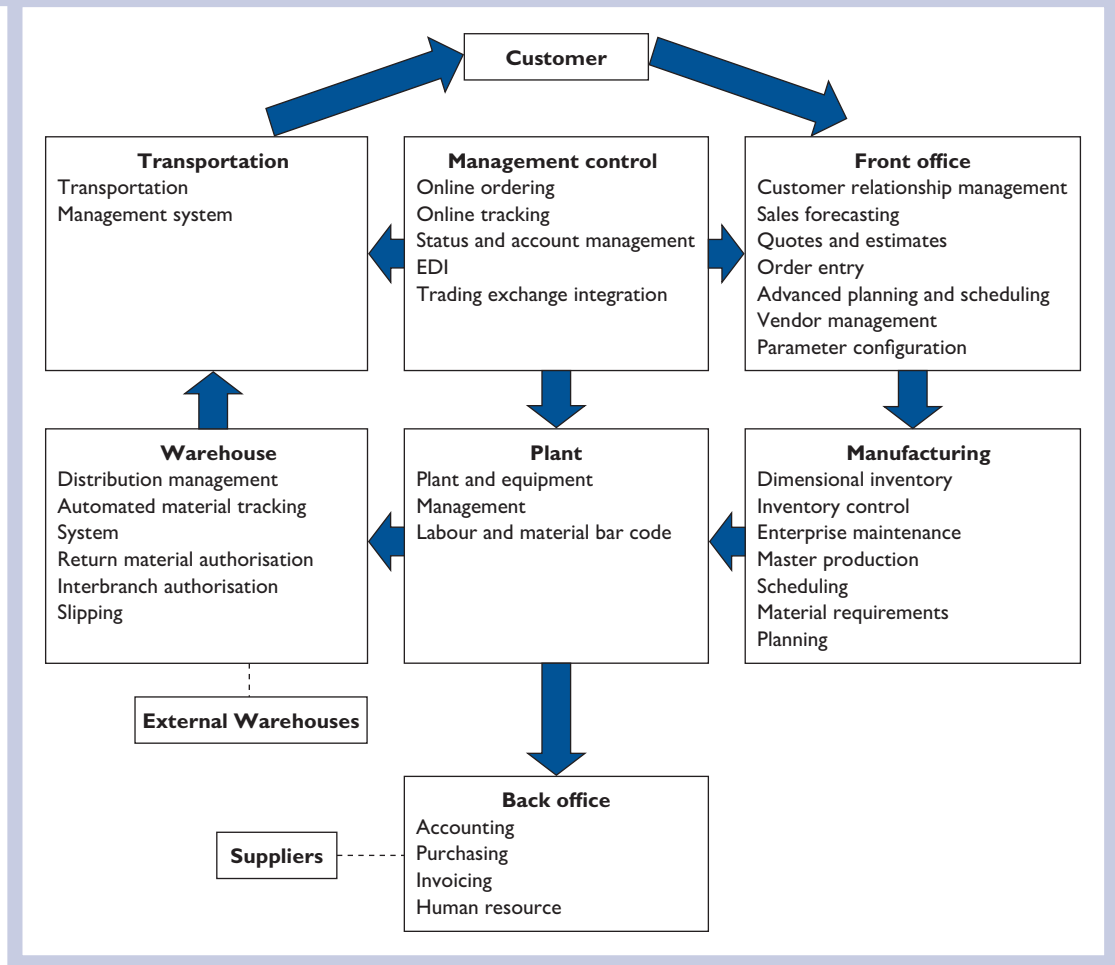 Customer
Transportation
Transportation
Management system
Management control
Online ordering
Online tracking
Status and account management
EDI
Trading exchange integration
Front office
Customer relationship management
Sales forecasting
Quotes and estimates
Order entry
Advanced planning and scheduling
Vendor management
Parameter configuration
Warehouse
Distribution management
Automated material tracking
System
Return material authorisation
Interbranch authorisation
Slipping
Plant
Plant and equipment
Management
Labour and material bar code
Manufacturing
Dimensional inventory
Inventory control
Enterprise maintenance
Master production
Scheduling
Material requirements
Planning
External Warehouses
Back office
Accounting
Purchasing
Invoicing
Human resource
Suppliers